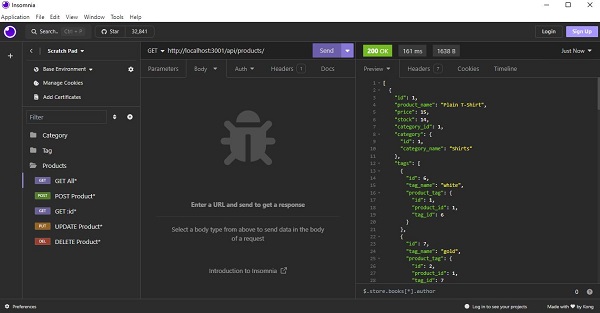 Insomnia
Application File Edit View Window Tools Help
Search.. Ctrl + P
Star 32,841
Login
Sign Up
Scratch Pad
Base Environment
Manage Cookies
Add Certificates
Filter
Category
Tag
Products
GET GET All*
POST POST Product*
GET GET :id*
PUT UPDATE Product*
DEL DELETE Product*
GET http://localhost:3001/api/products/
Send
Parameters Body Auth Headers 1 Docs
Enter a URL and send to get a response
Select a body type from above to send data in the body
of a request
Introduction to Insomnia
200 OK 161 ms 1638 B Just Now
Preview Headers 7 Cookies Timeline
1 [
2 {
3 "id": 1,
4 "product_name": "Plain T-Shirt",
5 "price": 15,
6 "stock": 14,
7 "category_id": 1,
8 "category": {
9 "id": 1,
10 "category_name": "Shirts"
11 },
12 "tags": [
13 {
14 "id": 6,
15 "tag_name": "white",
16 "product_tag": {
17 "id": 1,
18 "product_id": 1,
19 "tag_id": 6
20 }
21 },
22 {
23 "id": 7,
24 "tag_name": "gold",
25 "product_tag": {
26 "id": 2,
27 "product_id": 1,
28 "tag_id": 7
$.store.books[*].author
0
Preferences
Log in to see your projects
Made with by Kong